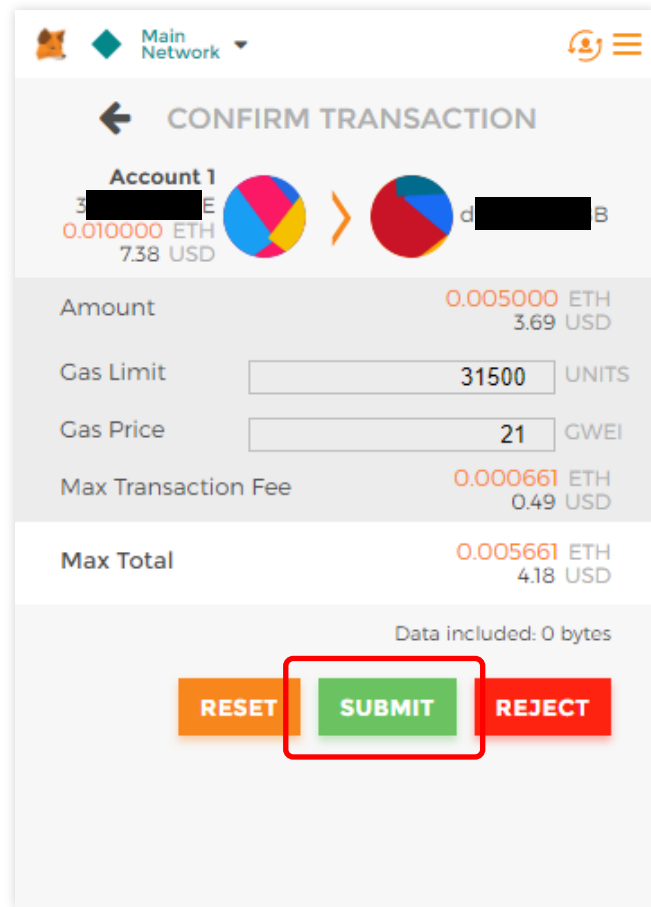 Main
Network
CONFIRM TRANSACTION
Account 1
3 E
0.010000 ETH
7.38 USD
d B
Amount
0.005000 ETH
3.69 USD
Gas Limit 31500 UNITS
Gas Price 21 GWEI
Max Transaction Fee
0.000661 ETH
0.49 USD
Max Total
0.005661 ETH
4.18 USD
Data included: 0 bytes
RESET SUBMIT REJECT